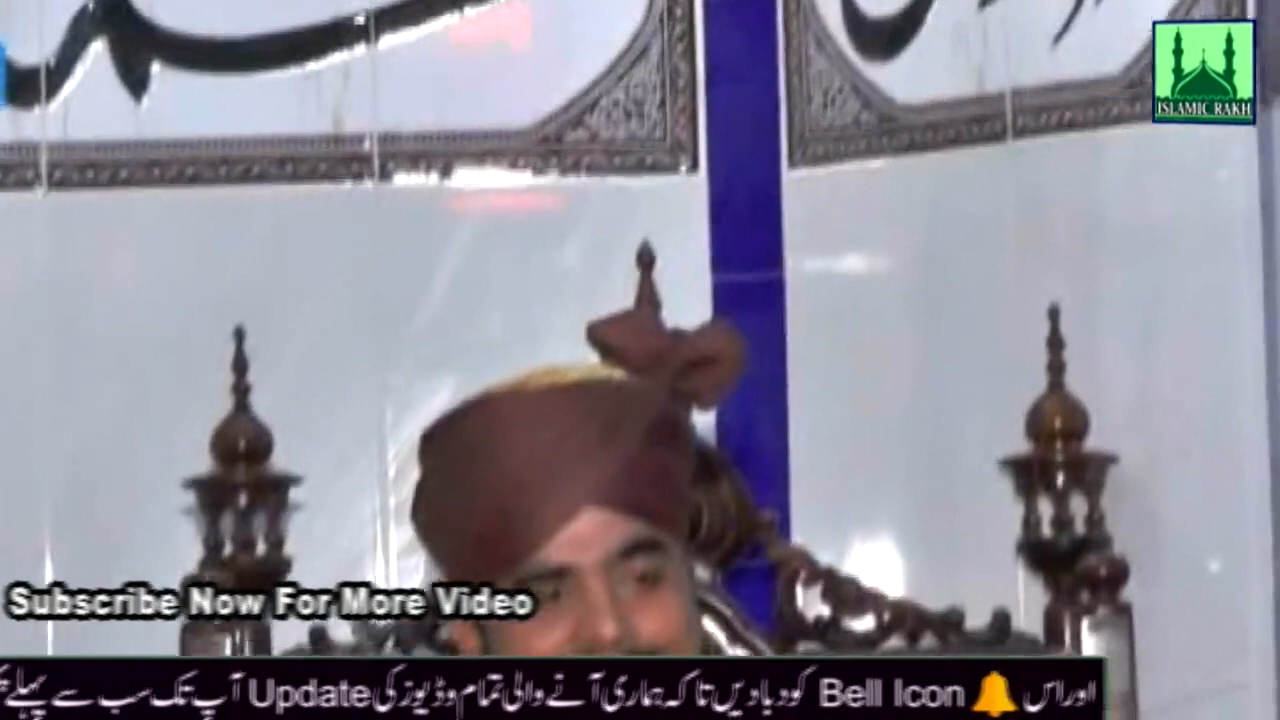 ISLAMIC RAKH
Subscribe Now For More Video
اور اس 🔔 Bell Icon کو دبا دیں تا کہ ہماری آنے والی تمام وڈیوز کی Update آپ تک سب سے پہلے